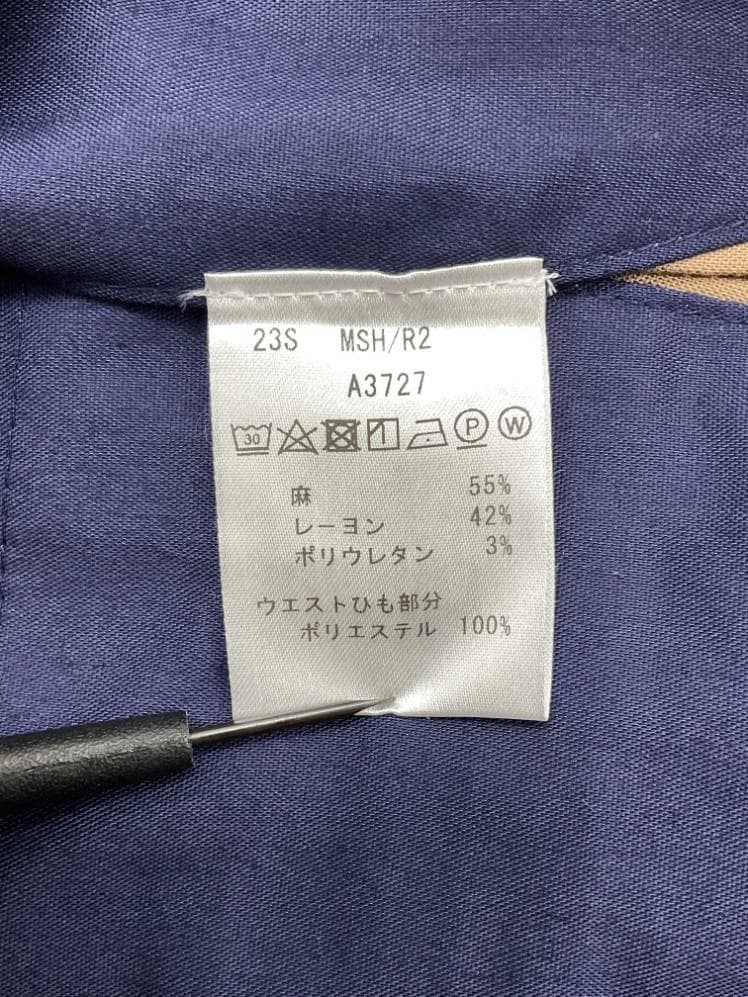 23S MSH/R2
A3727
30 P W
麻 55%
レーヨン 42%
ポリウレタン 3%
ウエストひも部分
ポリエステル 100%